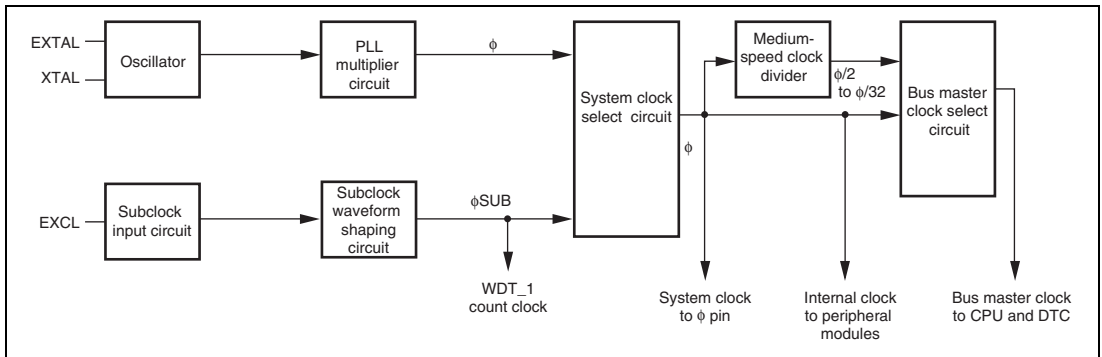 EXTAL
XTAL
Oscillator
PLL
multiplier
circuit
ϕ
System clock
select circuit
ϕ
Medium-
speed clock
divider
ϕ/2
to ϕ/32
Bus master
clock select
circuit
EXCL
Subclock
input circuit
Subclock
waveform
shaping
circuit
ϕSUB
WDT_1
count clock
System clock
to ϕ pin
Internal clock
to peripheral
modules
Bus master clock
to CPU and DTC